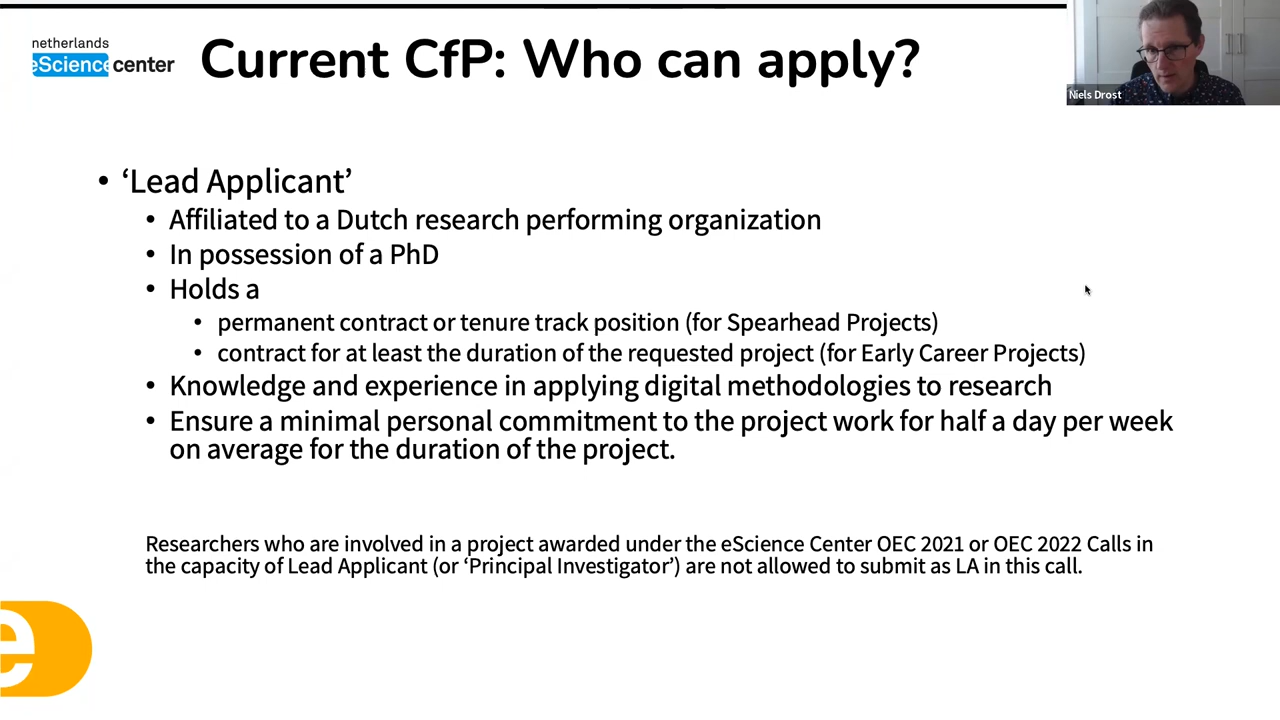 netherlands
eScience center
Current CfP: Who can apply?
Niels Drost
• ‘Lead Applicant’
• Affiliated to a Dutch research performing organization
• In possession of a PhD
• Holds a
• permanent contract or tenure track position (for Spearhead Projects)
• contract for at least the duration of the requested project (for Early Career Projects)
• Knowledge and experience in applying digital methodologies to research
• Ensure a minimal personal commitment to the project work for half a day per week
on average for the duration of the project.
Researchers who are involved in a project awarded under the eScience Center OEC 2021 or OEC 2022 Calls in
the capacity of Lead Applicant (or ‘Principal Investigator’) are not allowed to submit as LA in this call.
e